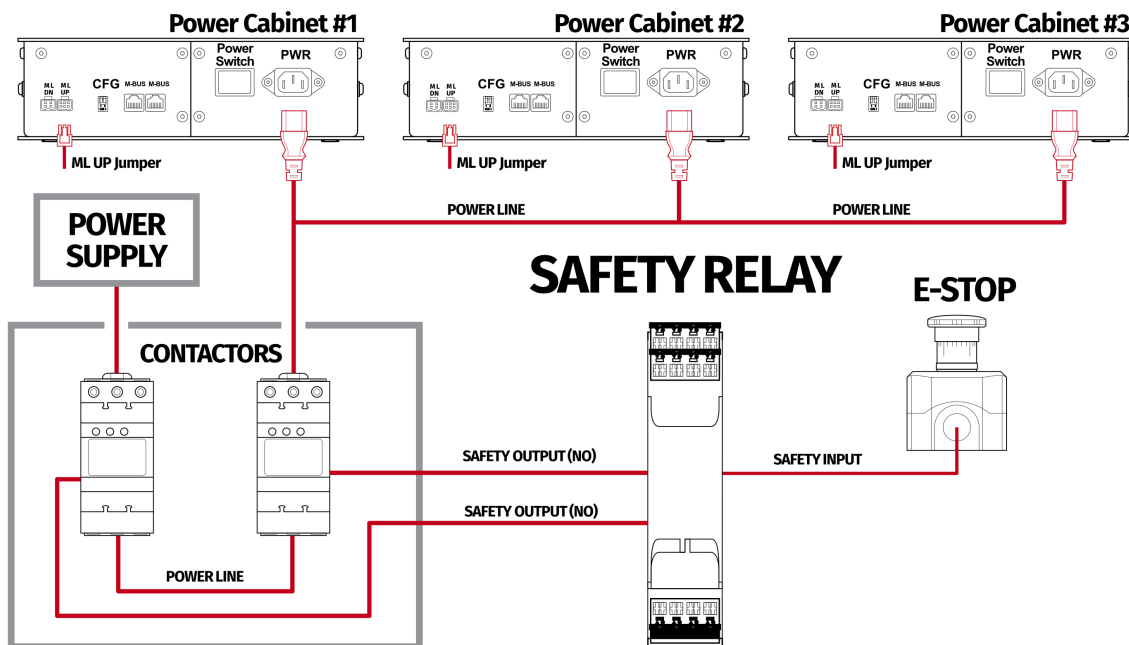 Power Cabinet #1
Power Cabinet #2
Power Cabinet #3
Power
Switch
PWR
ML
DN
ML
UP
CFG
M-BUS
M-BUS
Power
Switch
PWR
ML
DN
ML
UP
CFG
M-BUS
M-BUS
Power
Switch
PWR
ML
DN
ML
UP
CFG
M-BUS
M-BUS
ML UP Jumper
ML UP Jumper
ML UP Jumper
POWER LINE
POWER LINE
POWER
SUPPLY
SAFETY RELAY
E-STOP
CONTACTORS
SAFETY OUTPUT (NO)
SAFETY INPUT
SAFETY OUTPUT (NO)
POWER LINE